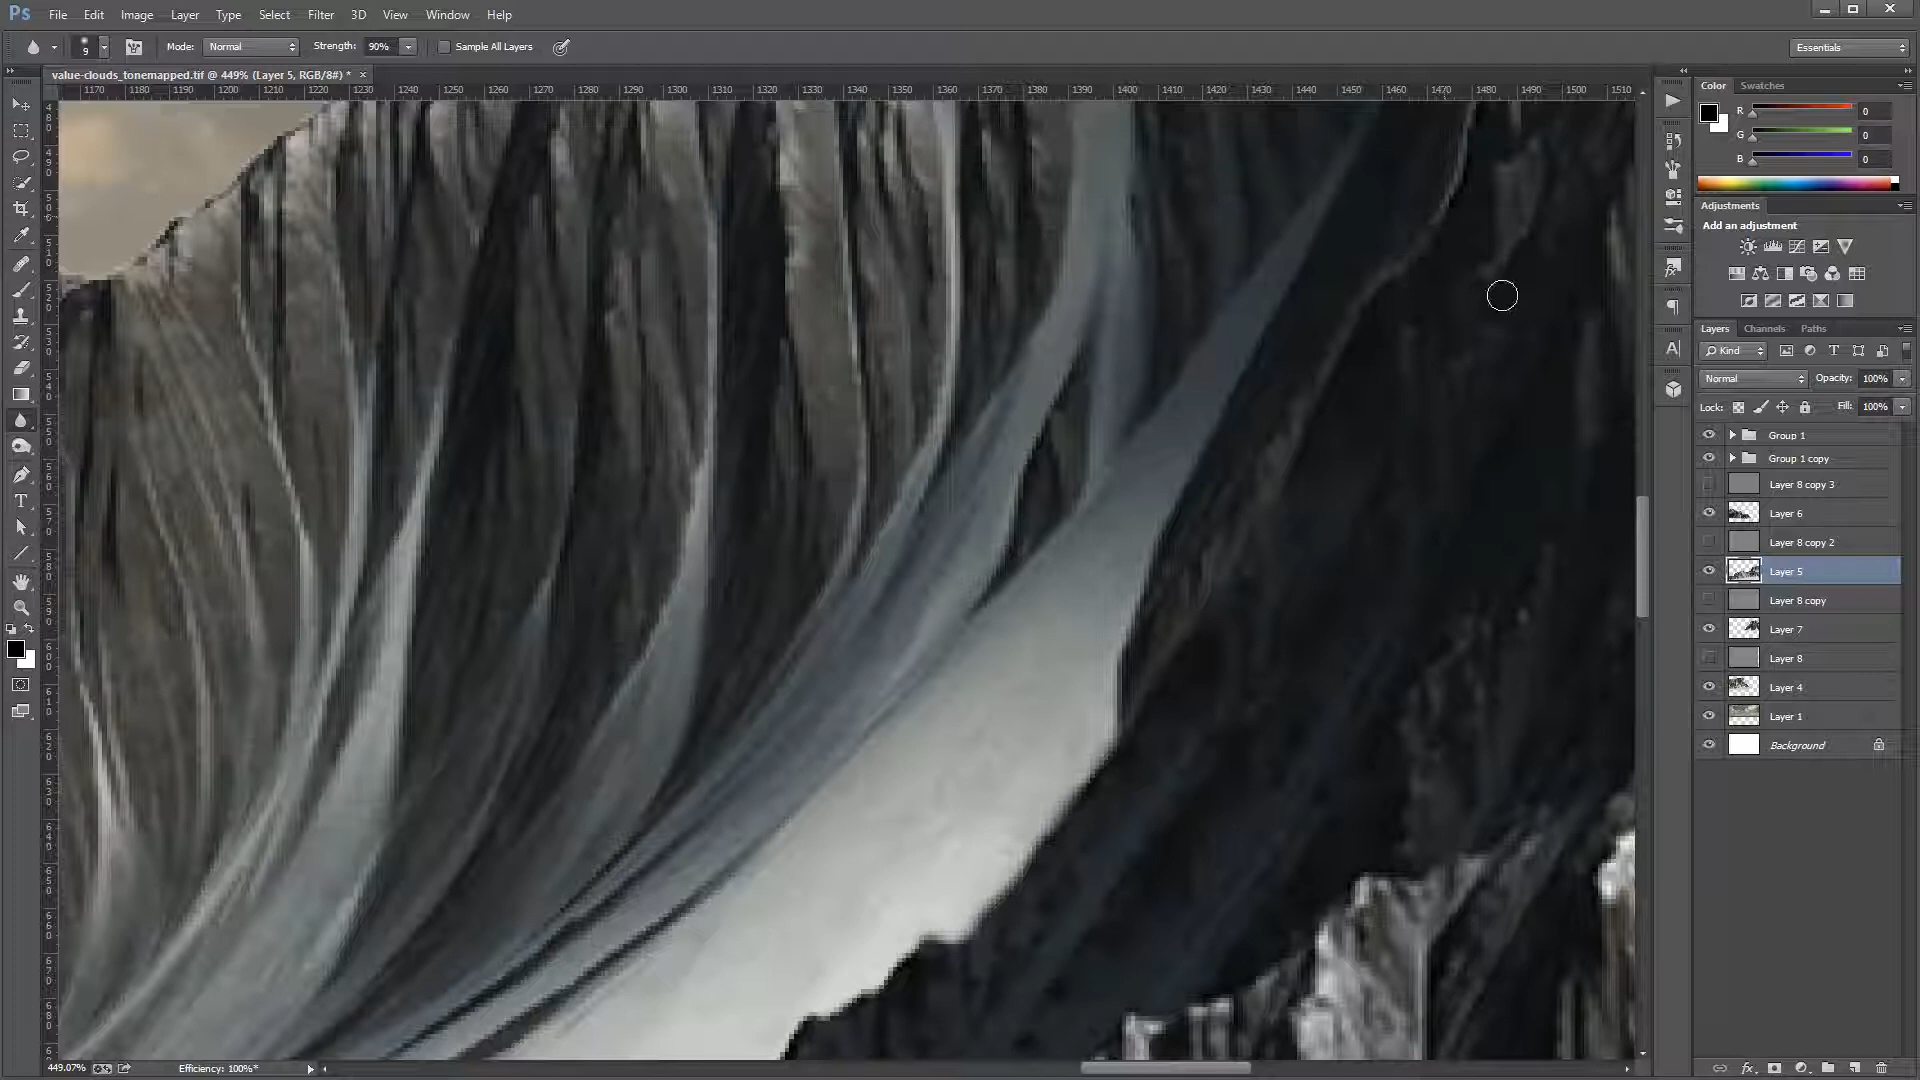 Ps File Edit Image Layer Type Select Filter 3D View Window Help
9 Mode: Normal Strength: 90% Sample All Layers Essentials
value-clouds_tonemapped.tif @ 449% (Layer 5, RGB/8#) * ×
1170 1180 1190 1200 1210 1220 1230 1240 1250 1260 1270 1280 1290 1300 1310 1320 1330 1340 1350 1360 1370 1380 1390 1400 1410 1420 1430 1440 1450 1460 1470 1480 1490 1500 1510
Color Swatches
R 0
G 0
B 0
Adjustments
Add an adjustment
Layers Channels Paths
Kind
Normal Opacity: 100%
Lock: Fill: 100%
Group 1
Group 1 copy
Layer 8 copy 3
Layer 6
Layer 8 copy 2
Layer 5
Layer 8 copy
Layer 7
Layer 8
Layer 4
Layer 1
Background
449.07% Efficiency: 100%*